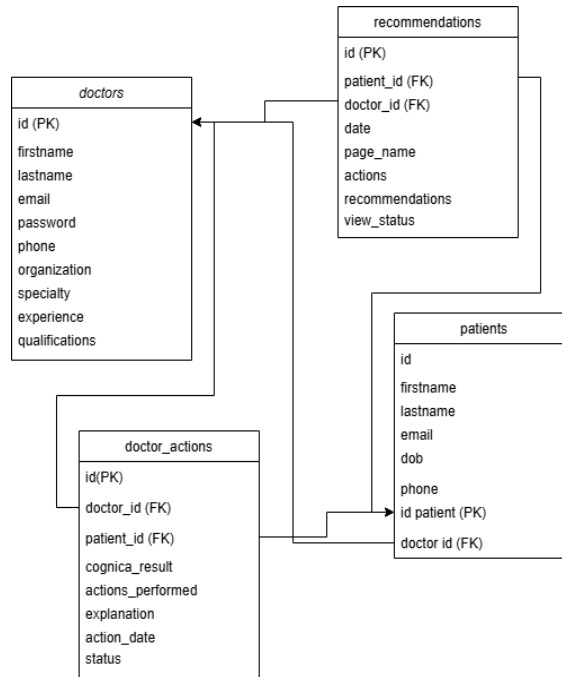 recommendations
id (PK)
patient_id (FK)
doctor_id (FK)
date
page_name
actions
recommendations
view_status
doctors
id (PK)
firstname
lastname
email
password
phone
organization
specialty
experience
qualifications
patients
id
firstname
lastname
email
dob
phone
id patient (PK)
doctor id (FK)
doctor_actions
id(PK)
doctor_id (FK)
patient_id (FK)
cognica_result
actions_performed
explanation
action_date
status